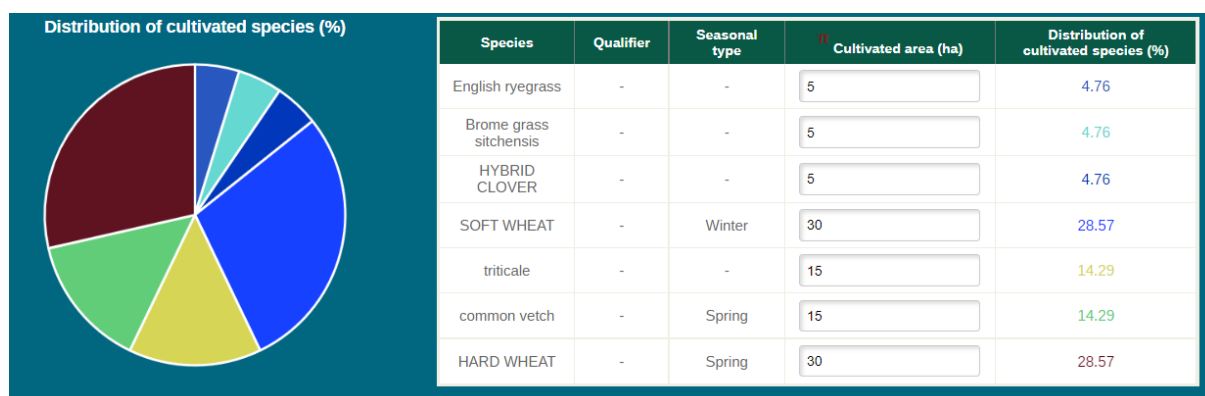 Distribution of cultivated species (%)
Species Qualifier Seasonal type Cultivated area (ha) Distribution of cultivated species (%)
English ryegrass - - 5 4.76
Brome grass sitchensis - - 5 4.76
HYBRID CLOVER - - 5 4.76
SOFT WHEAT - Winter 30 28.57
triticale - - 15 14.29
common vetch - Spring 15 14.29
HARD WHEAT - Spring 30 28.57